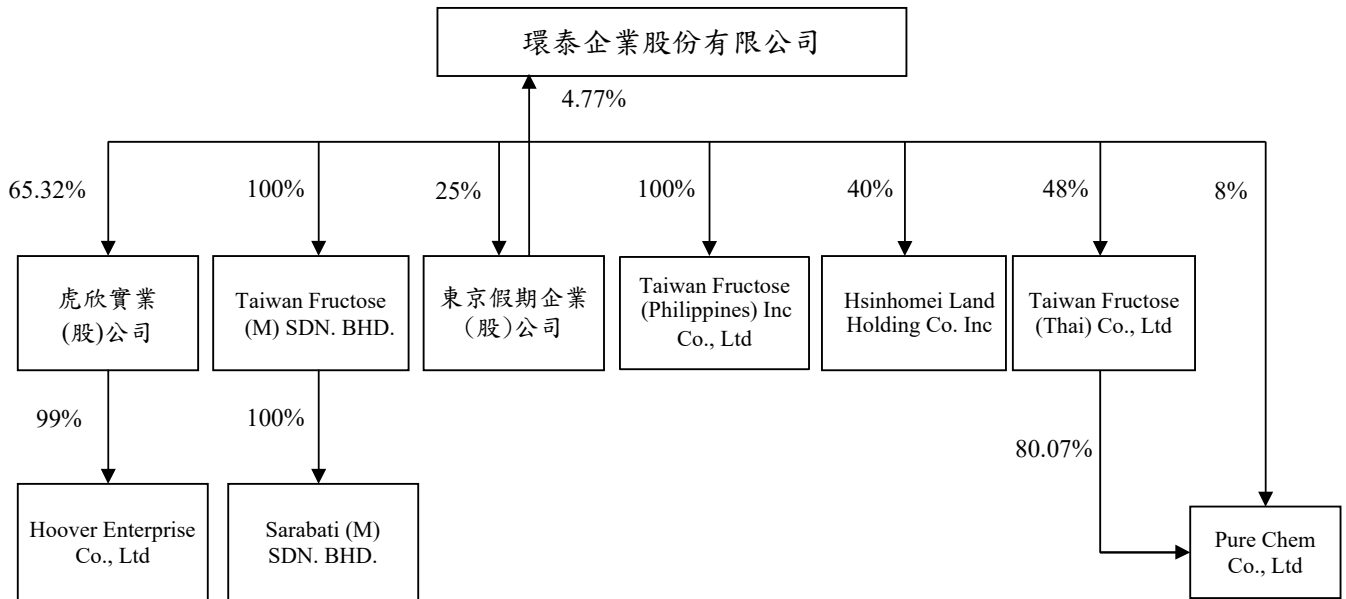 環泰企業股份有限公司
4.77%
65.32%
100%
25%
100%
40%
48%
8%
虎欣實業
(股)公司
Taiwan Fructose
(M) SDN. BHD.
東京假期企業
(股)公司
Taiwan Fructose
(Philippines) Inc
Co., Ltd
Hsinhomei Land
Holding Co. Inc
Taiwan Fructose
(Thai) Co., Ltd
99%
100%
80.07%
Hoover Enterprise
Co., Ltd
Sarabati (M)
SDN. BHD.
Pure Chem
Co., Ltd